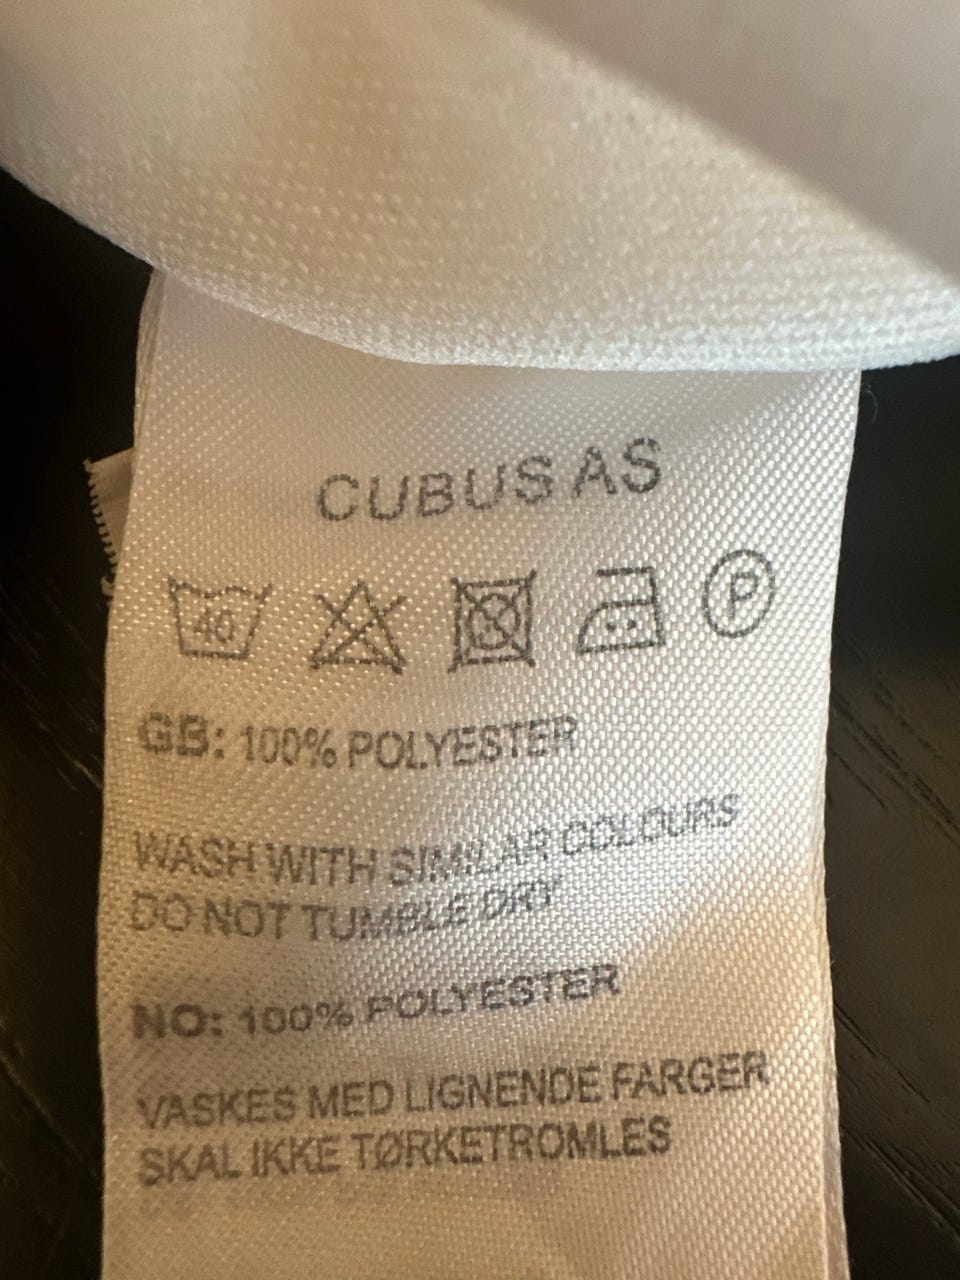 CUBUS AS
40 P
GB: 100% POLYESTER
WASH WITH SIMILAR COLOURS
DO NOT TUMBLE DRY
NO: 100% POLYESTER
VASKES MED LIGNENDE FARGER
SKAL IKKE TØRKETROMLES